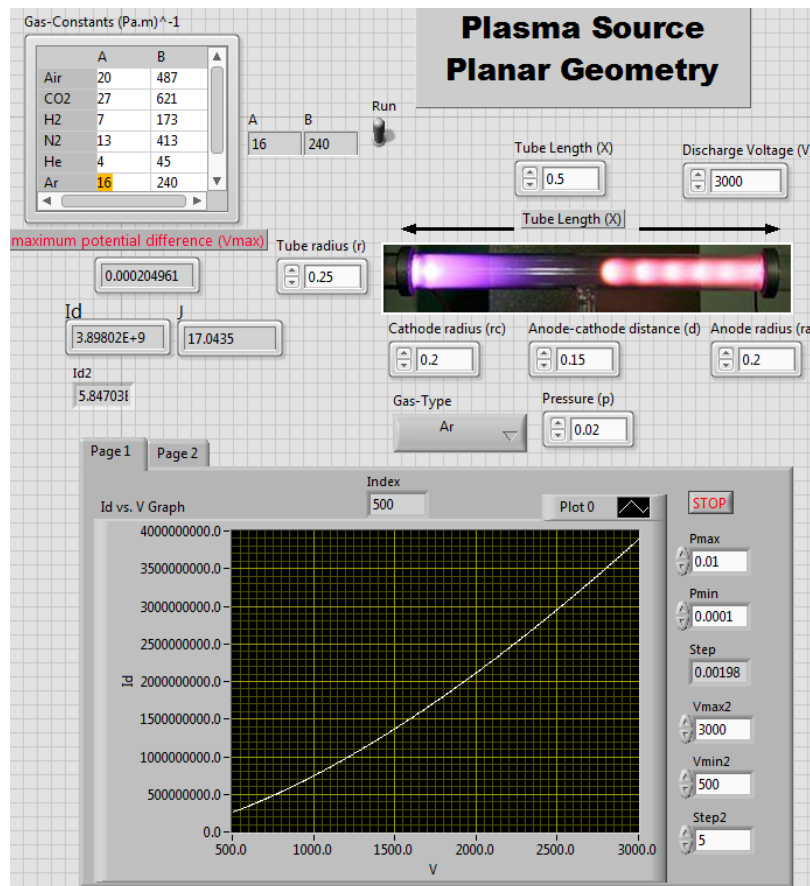 Gas-Constants (Pa.m)^-1
Plasma Source
Planar Geometry
A B
Air 20 487
CO2 27 621
H2 7 173
N2 13 413
He 4 45
Ar 16 240
A B
16 240
Run
Tube Length (X)
0.5
Discharge Voltage (V
3000
Tube Length (X)
maximum potential difference (Vmax)
0.000204961
Tube radius (r)
0.25
Id
3.89802E+9
J
17.0435
Id2
5.84703E
Cathode radius (rc)
0.2
Anode-cathode distance (d)
0.15
Anode radius (ra
0.2
Gas-Type
Ar
Pressure (p)
0.02
Page 1 Page 2
Index
500
Id vs. V Graph
Plot 0
STOP
4000000000.0
3500000000.0
3000000000.0
2500000000.0
2000000000.0
1500000000.0
1000000000.0
500000000.0
0.0
Id
500.0 1000.0 1500.0 2000.0 2500.0 3000.0
V
Pmax
0.01
Pmin
0.0001
Step
0.00198
Vmax2
3000
Vmin2
500
Step2
5